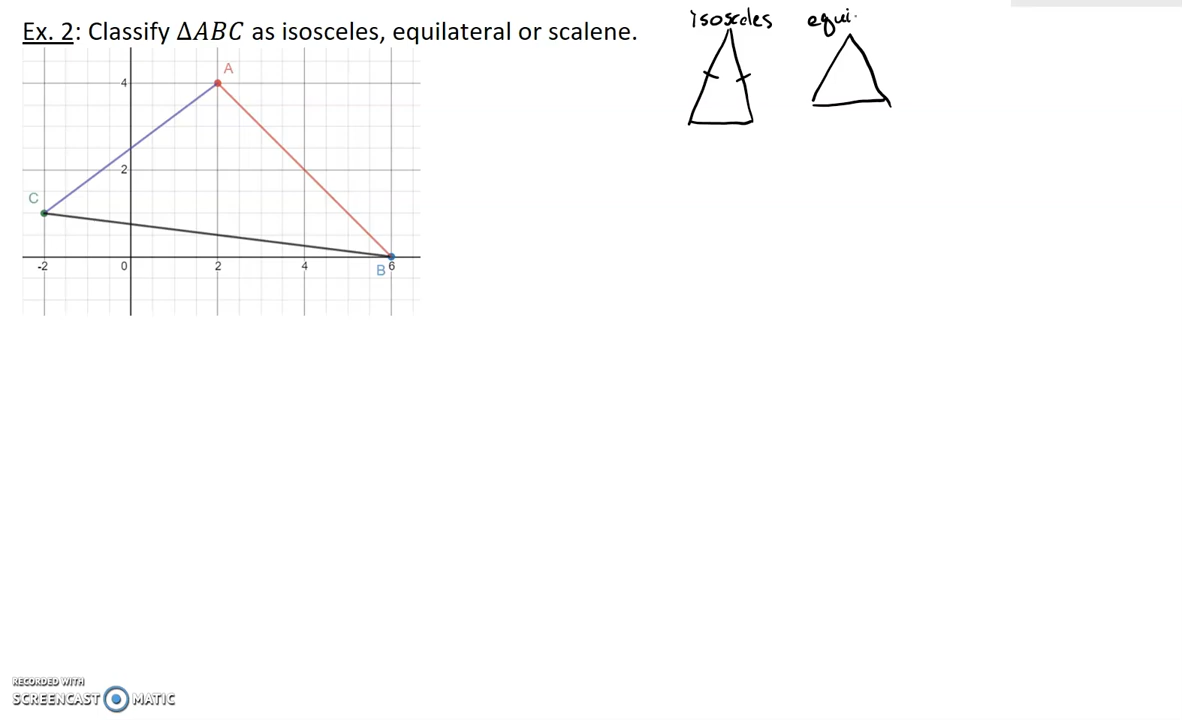 Ex. 2: Classify ΔABC as isosceles, equilateral or scalene.
isosceles equi.
A
4
2
C
-2 0 2 4 6
B
RECORDED WITH
SCREENCAST MATIC